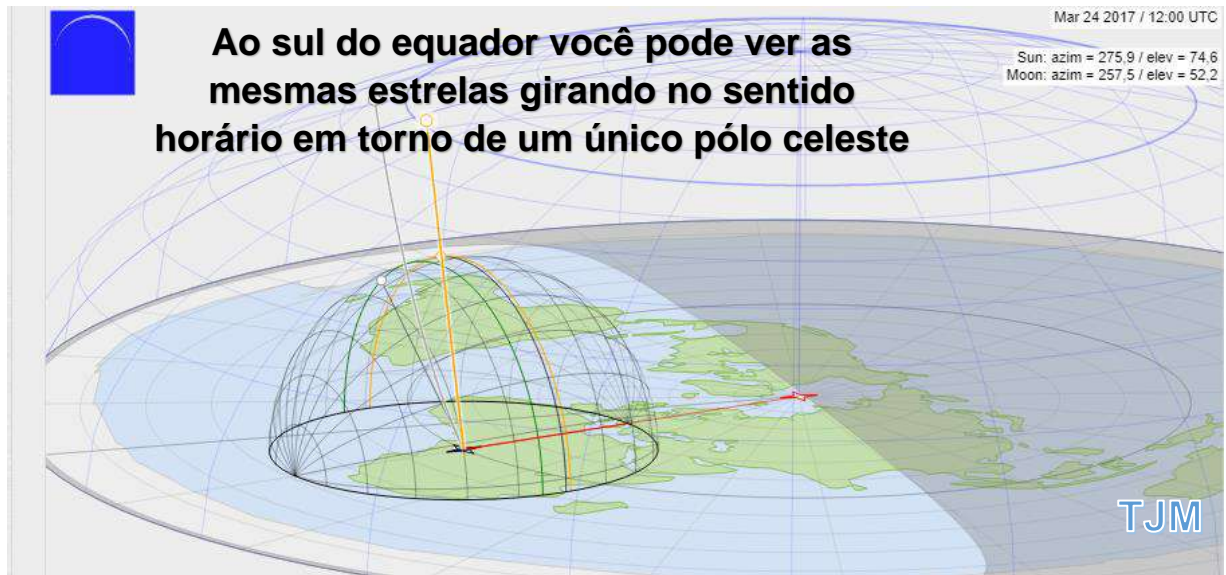 Mar 24 2017 / 12:00 UTC
Ao sul do equador você pode ver as
mesmas estrelas girando no sentido
horário em torno de um único pólo celeste
Sun: azim = 275,9 / elev = 74,6
Moon: azim = 257,5 / elev = 52,2
TJM